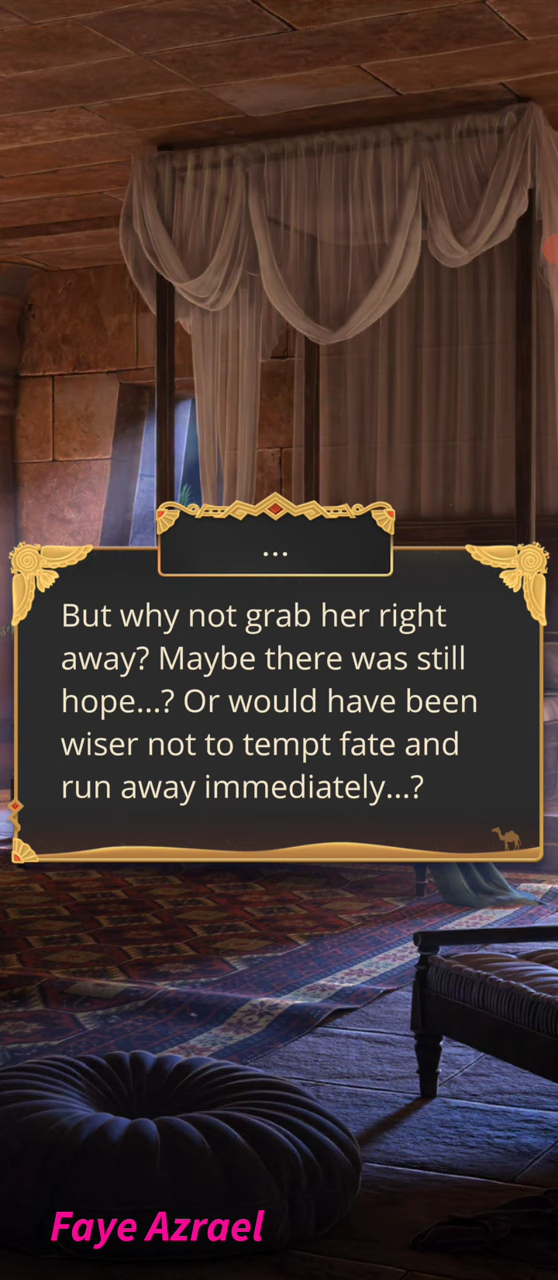 ...
But why not grab her right
away? Maybe there was still
hope...? Or would have been
wiser not to tempt fate and
run away immediately...?
Faye Azrael